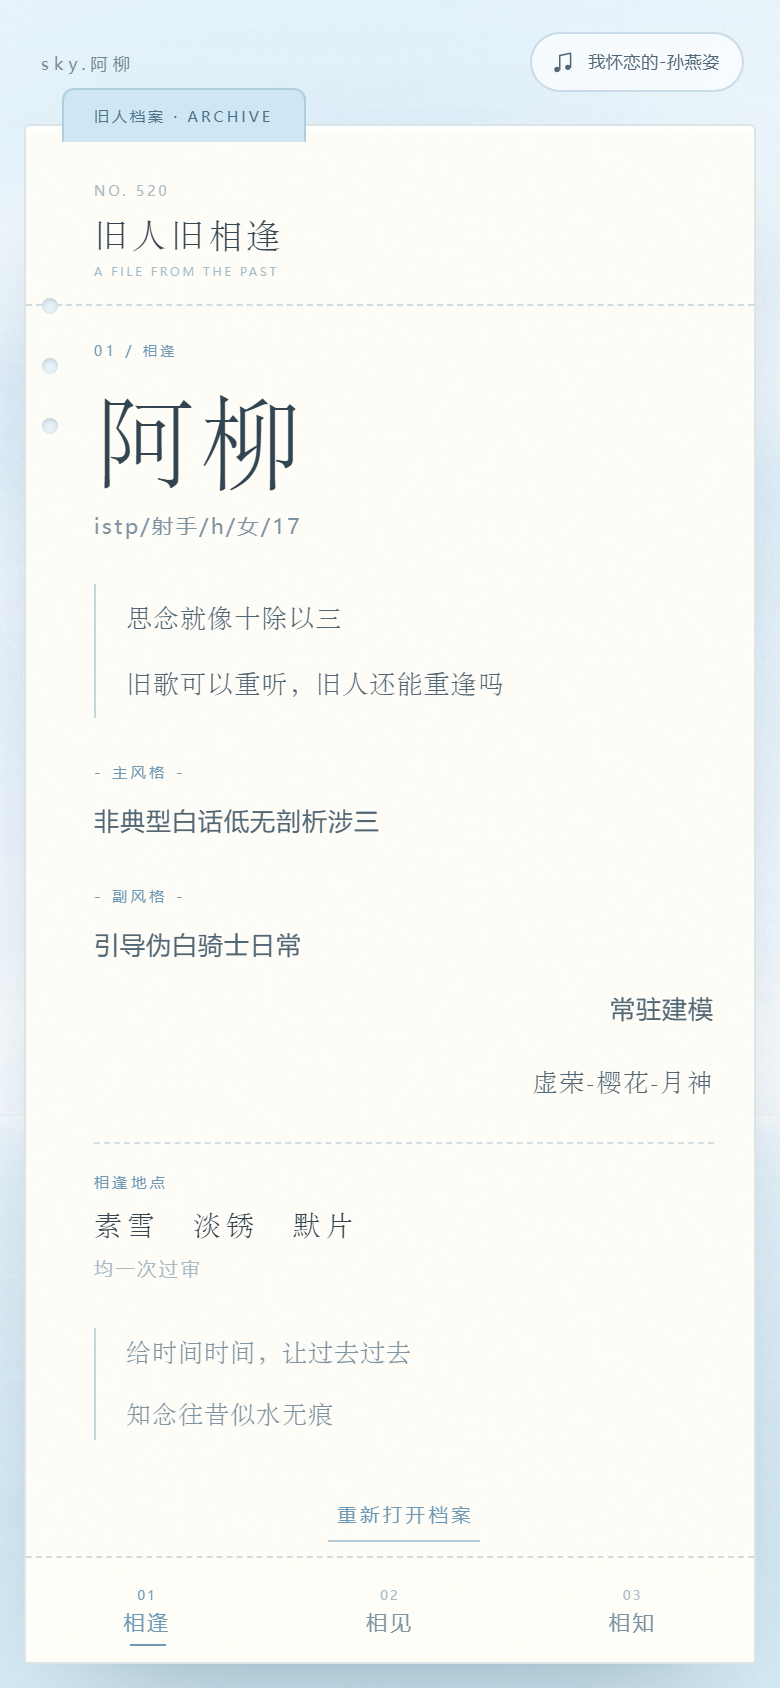 sky.阿柳
我怀恋的-孙燕姿
旧人档案 · ARCHIVE
NO. 520
旧人旧相逢
A FILE FROM THE PAST
01 / 相逢
阿柳
istp/射手/h/女/17
思念就像十除以三
旧歌可以重听，旧人还能重逢吗
- 主风格 -
非典型白话低无剖析涉三
- 副风格 -
引导伪白骑士日常
常驻建模
虚荣-樱花-月神
相逢地点
素雪 淡锈 默片
均一次过审
给时间时间，让过去过去
知念往昔似水无痕
重新打开档案
01
相逢
02
相见
03
相知